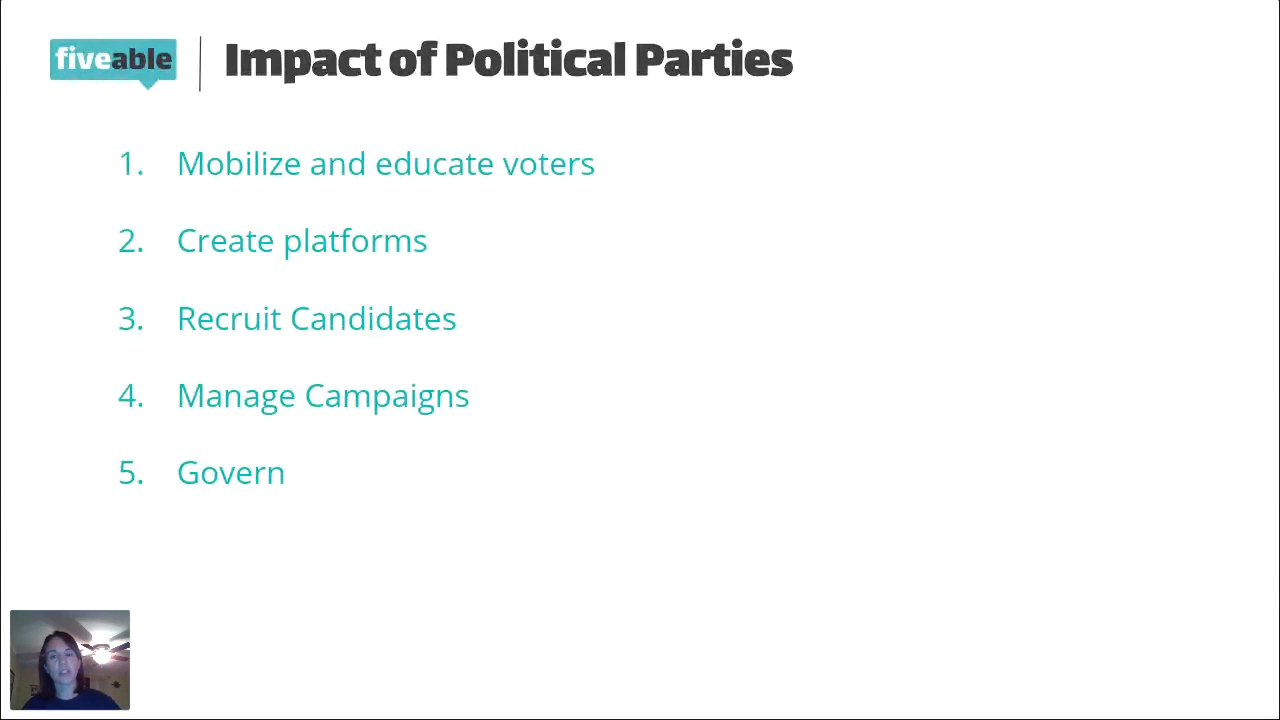 fiveable
Impact of Political Parties
1. Mobilize and educate voters
2. Create platforms
3. Recruit Candidates
4. Manage Campaigns
5. Govern